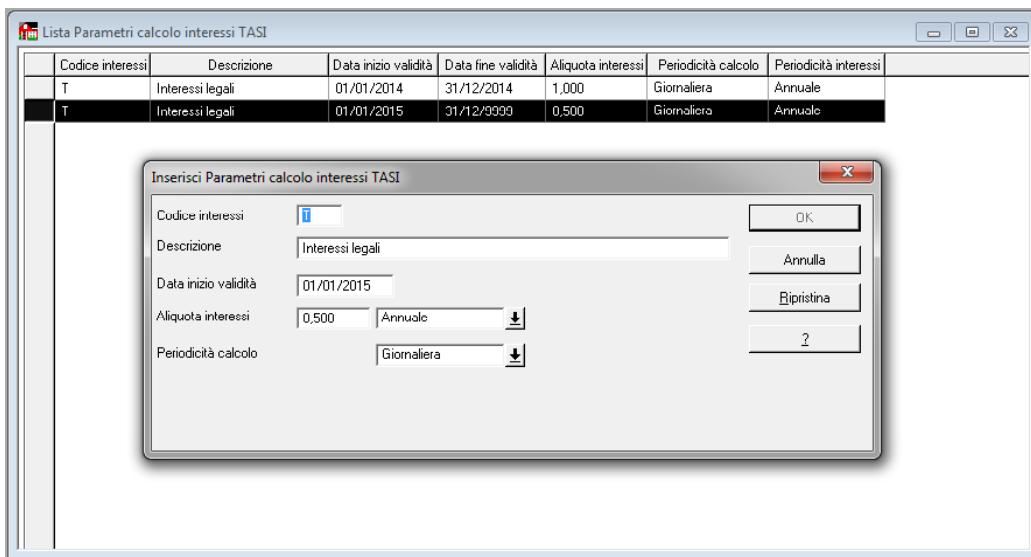 Lista Parametri calcolo interessi TASI
Codice interessi Descrizione Data inizio validità Data fine validità Aliquota interessi Periodicità calcolo Periodicità interessi
T Interessi legali 01/01/2014 31/12/2014 1,000 Giornaliera Annuale
T Interessi legali 01/01/2015 31/12/9999 0,500 Giornaliera Annuale
Inserisci Parametri calcolo interessi TASI
Codice interessi T OK
Descrizione Interessi legali
Annulla
Data inizio validità 01/01/2015
Ripristina
Aliquota interessi 0,500 Annuale
?
Periodicità calcolo Giornaliera